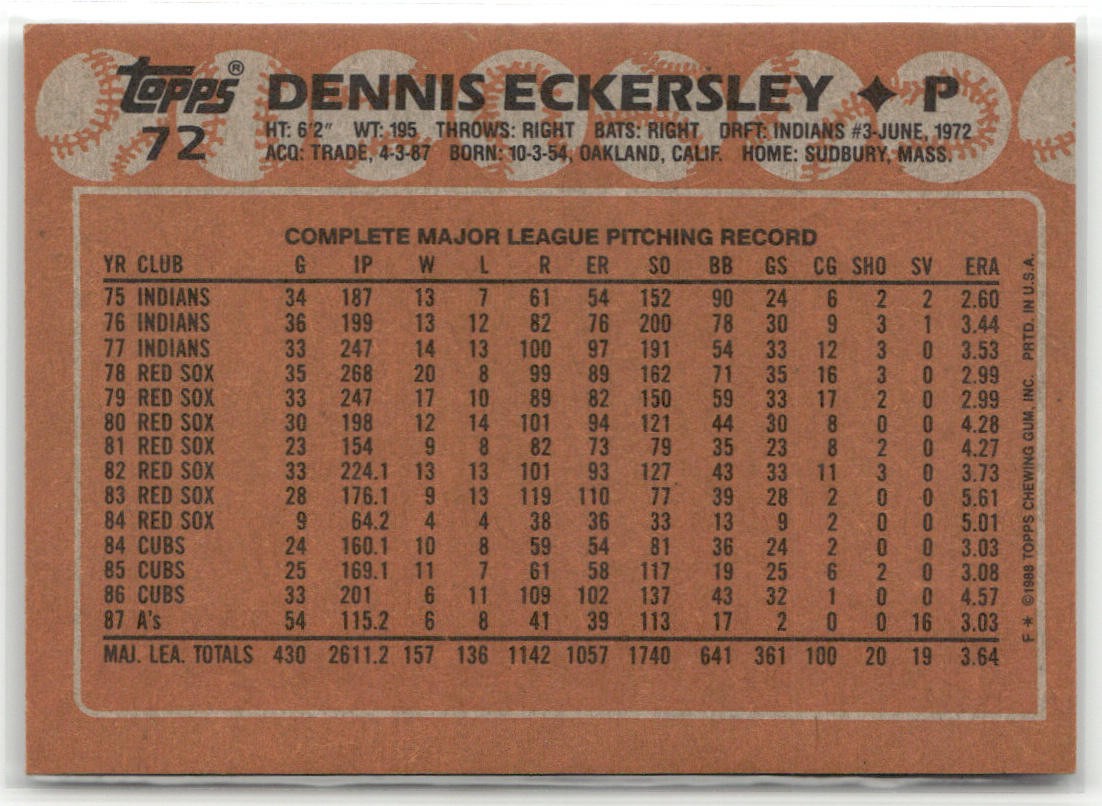 Topps® DENNIS ECKERSLEY ✦ P
72 HT: 6'2" WT: 195 THROWS: RIGHT BATS: RIGHT DRFT: INDIANS #3-JUNE, 1972
ACQ: TRADE, 4-3-87 BORN: 10-3-54, OAKLAND, CALIF. HOME: SUDBURY, MASS.
COMPLETE MAJOR LEAGUE PITCHING RECORD
YR CLUB G IP W L R ER SO BB GS CG SHO SV ERA
75 INDIANS 34 187 13 7 61 54 152 90 24 6 2 2 2.60
76 INDIANS 36 199 13 12 82 76 200 78 30 9 3 1 3.44
77 INDIANS 33 247 14 13 100 97 191 54 33 12 3 0 3.53
78 RED SOX 35 268 20 8 99 89 162 71 35 16 3 0 2.99
79 RED SOX 33 247 17 10 89 82 150 59 33 17 2 0 2.99
80 RED SOX 30 198 12 14 101 94 121 44 30 8 0 0 4.28
81 RED SOX 23 154 9 8 82 73 79 35 23 8 2 0 4.27
82 RED SOX 33 224.1 13 13 101 93 127 43 33 11 3 0 3.73
83 RED SOX 28 176.1 9 13 119 110 77 39 28 2 0 0 5.61
84 RED SOX 9 64.2 4 4 38 36 33 13 9 2 0 0 5.01
84 CUBS 24 160.1 10 8 59 54 81 36 24 2 0 0 3.03
85 CUBS 25 169.1 11 7 61 58 117 19 25 6 2 0 3.08
86 CUBS 33 201 6 11 109 102 137 43 32 1 0 0 4.57
87 A's 54 115.2 6 8 41 39 113 17 2 0 0 16 3.03
MAJ. LEA. TOTALS 430 2611.2 157 136 1142 1057 1740 641 361 100 20 19 3.64
F * ©1988 TOPPS CHEWING GUM, INC. PRTD. IN U.S.A.